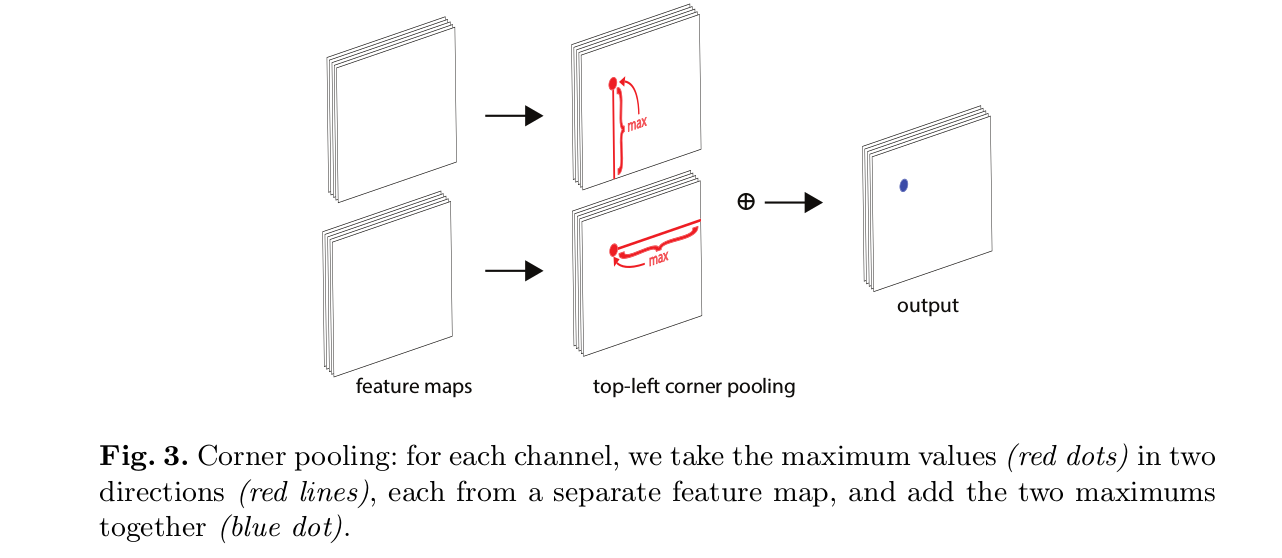 max
max
⊕
output
feature maps
top-left corner pooling
Fig. 3. Corner pooling: for each channel, we take the maximum values (red dots) in two
directions (red lines), each from a separate feature map, and add the two maximums
together (blue dot).